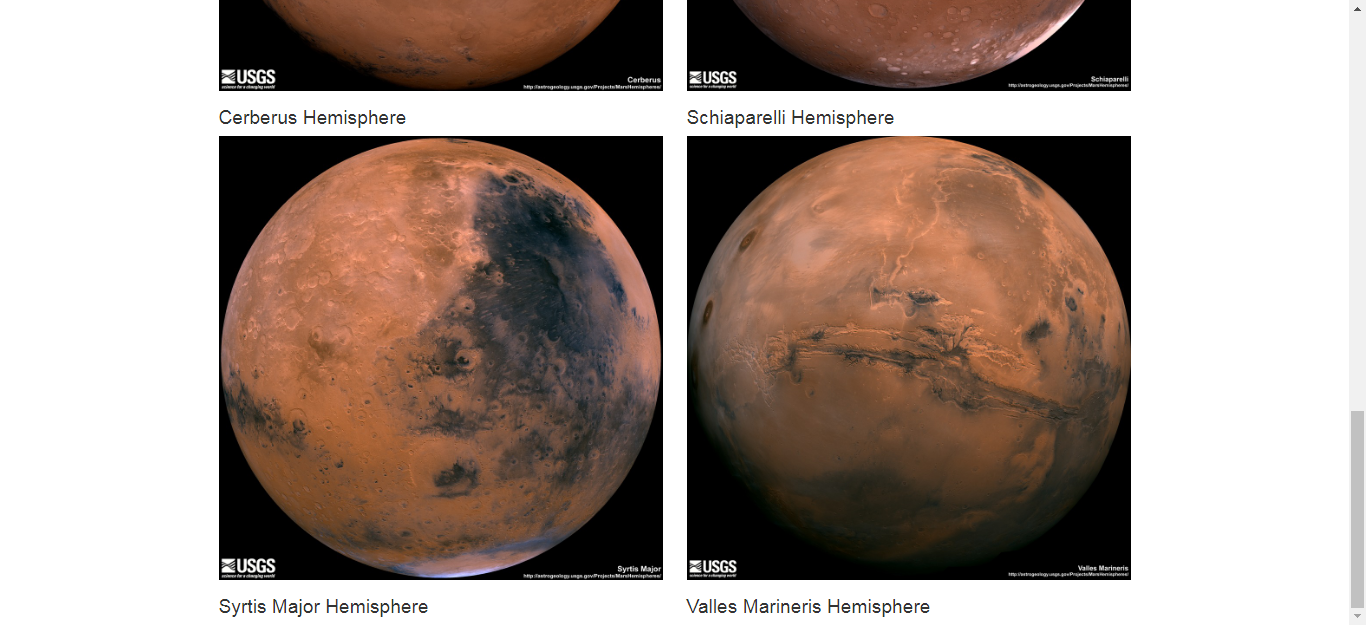 USGS
science for a changing world
Cerberus
http://astrogeology.usgs.gov/Projects/MarsHemispheres/
USGS
science for a changing world
Schiaparelli
http://astrogeology.usgs.gov/Projects/MarsHemispheres/
Cerberus Hemisphere
Schiaparelli Hemisphere
USGS
science for a changing world
Syrtis Major
http://astrogeology.usgs.gov/Projects/MarsHemispheres/
USGS
science for a changing world
Valles Marineris
http://astrogeology.usgs.gov/Projects/MarsHemispheres/
Syrtis Major Hemisphere
Valles Marineris Hemisphere